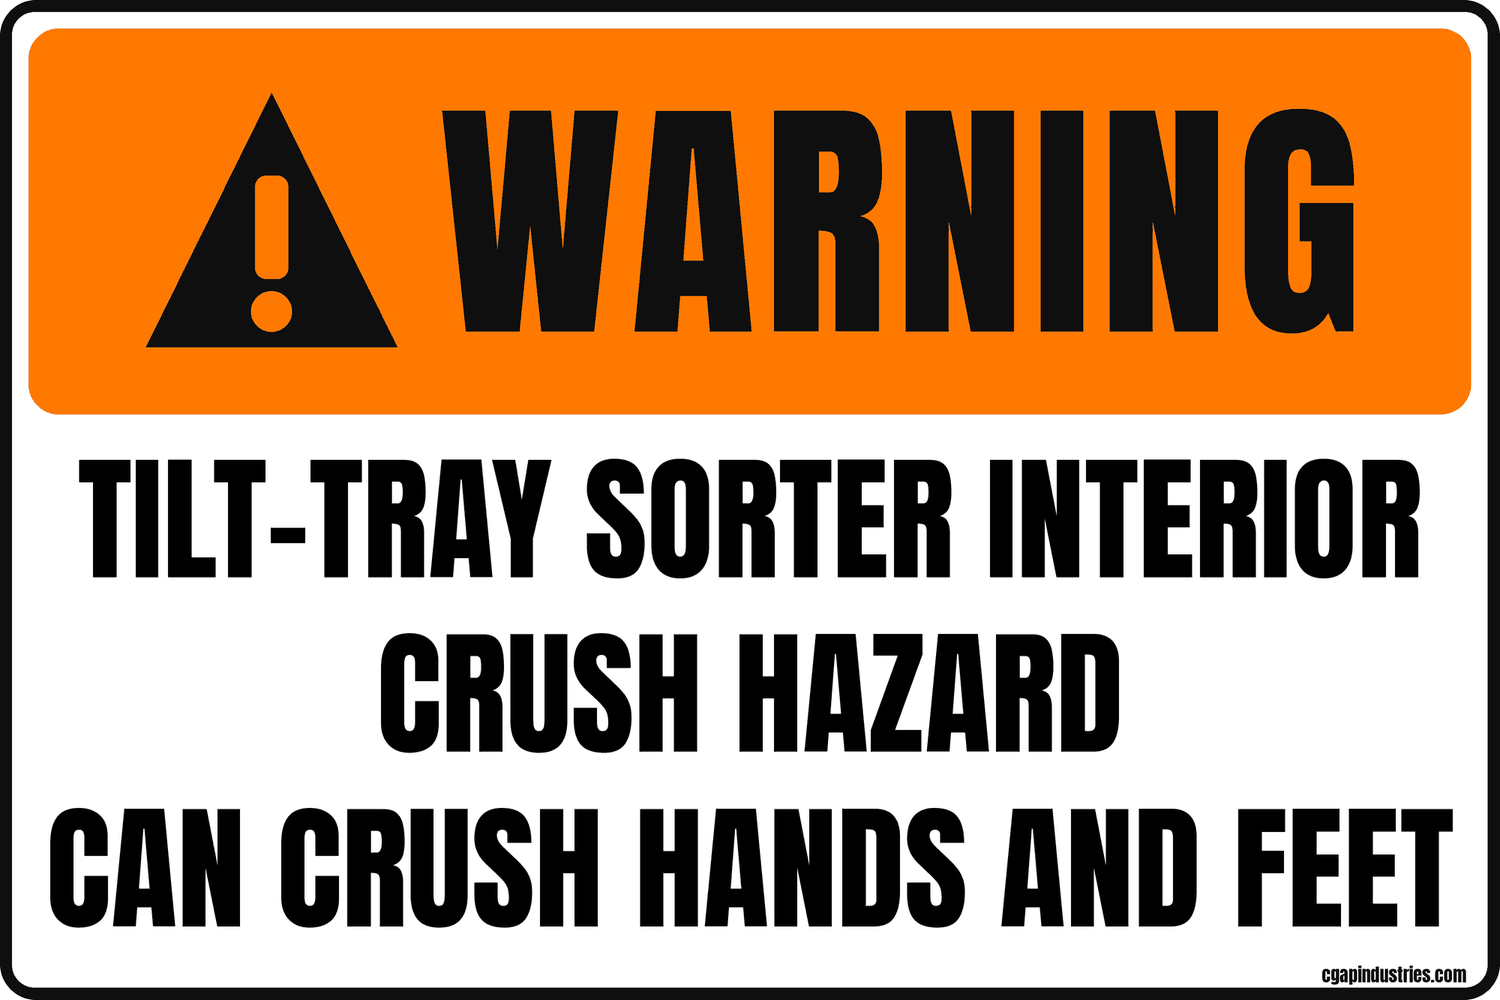 WARNING
TILT-TRAY SORTER INTERIOR
CRUSH HAZARD
CAN CRUSH HANDS AND FEET
cgapindustries.com